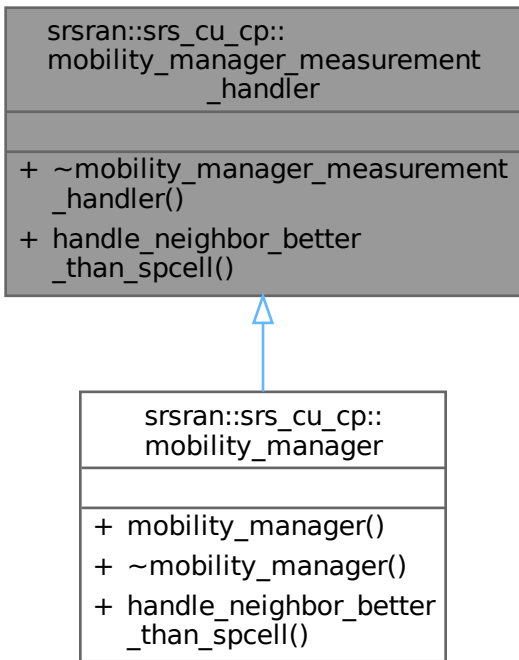 srsran::srs_cu_cp::
mobility_manager_measurement
_handler
+ ~mobility_manager_measurement
_handler()
+ handle_neighbor_better
_than_spcell()
srsran::srs_cu_cp::
mobility_manager
+ mobility_manager()
+ ~mobility_manager()
+ handle_neighbor_better
_than_spcell()